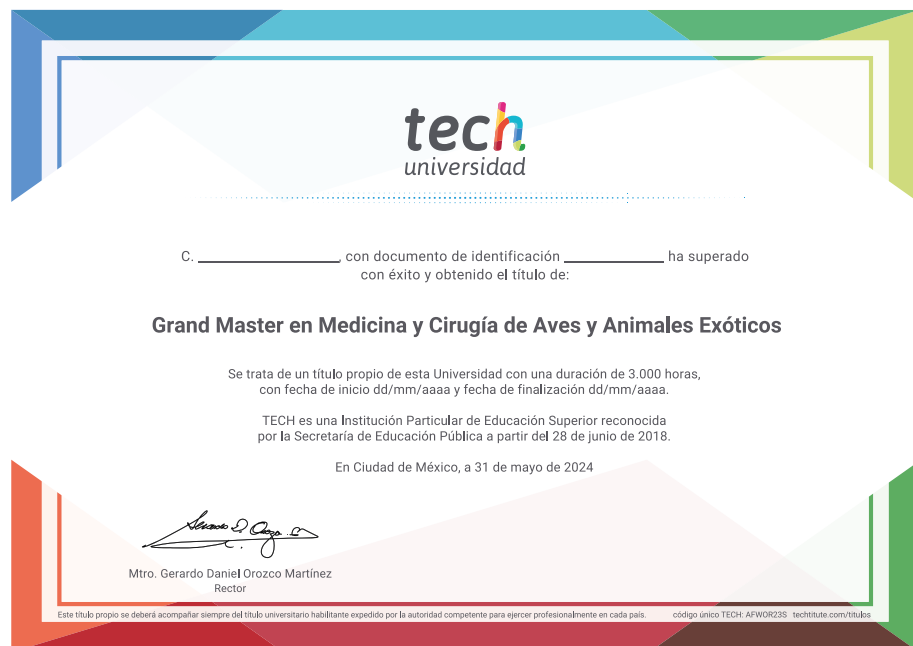 tech
universidad
C. ____________, con documento de identificación ____________ ha superado
con éxito y obtenido el título de:
Grand Master en Medicina y Cirugía de Aves y Animales Exóticos
Se trata de un título propio de esta Universidad con una duración de 3.000 horas,
con fecha de inicio dd/mm/aaaa y fecha de finalización dd/mm/aaaa.
TECH es una Institución Particular de Educación Superior reconocida
por la Secretaría de Educación Pública a partir del 28 de junio de 2018.
En Ciudad de México, a 31 de mayo de 2024
Mtro. Gerardo Daniel Orozco Martínez
Rector
Este título propio se deberá acompañar siempre del título universitario habilitante expedido por la autoridad competente para ejercer profesionalmente en cada país. código único TECH: AFWOR23S techtitute.com/titulos